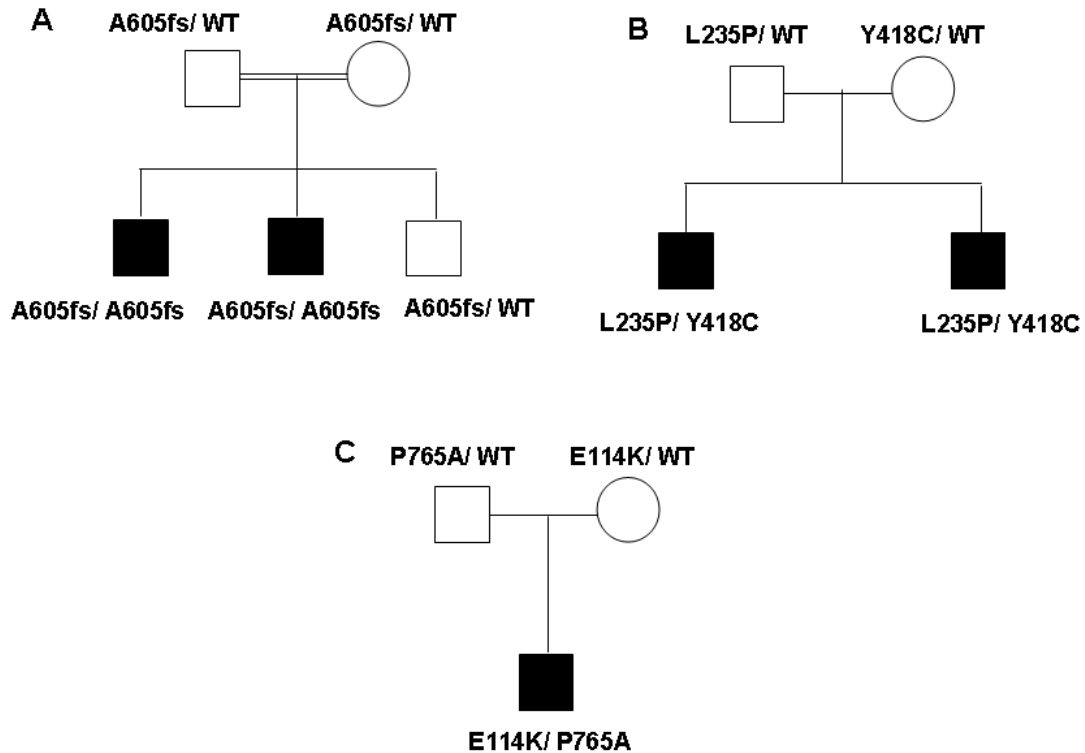 A
A605fs/ WT
A605fs/ WT
A605fs/ A605fs
A605fs/ A605fs
A605fs/ WT
B
L235P/ WT
Y418C/ WT
L235P/ Y418C
L235P/ Y418C
C
P765A/ WT
E114K/ WT
E114K/ P765A